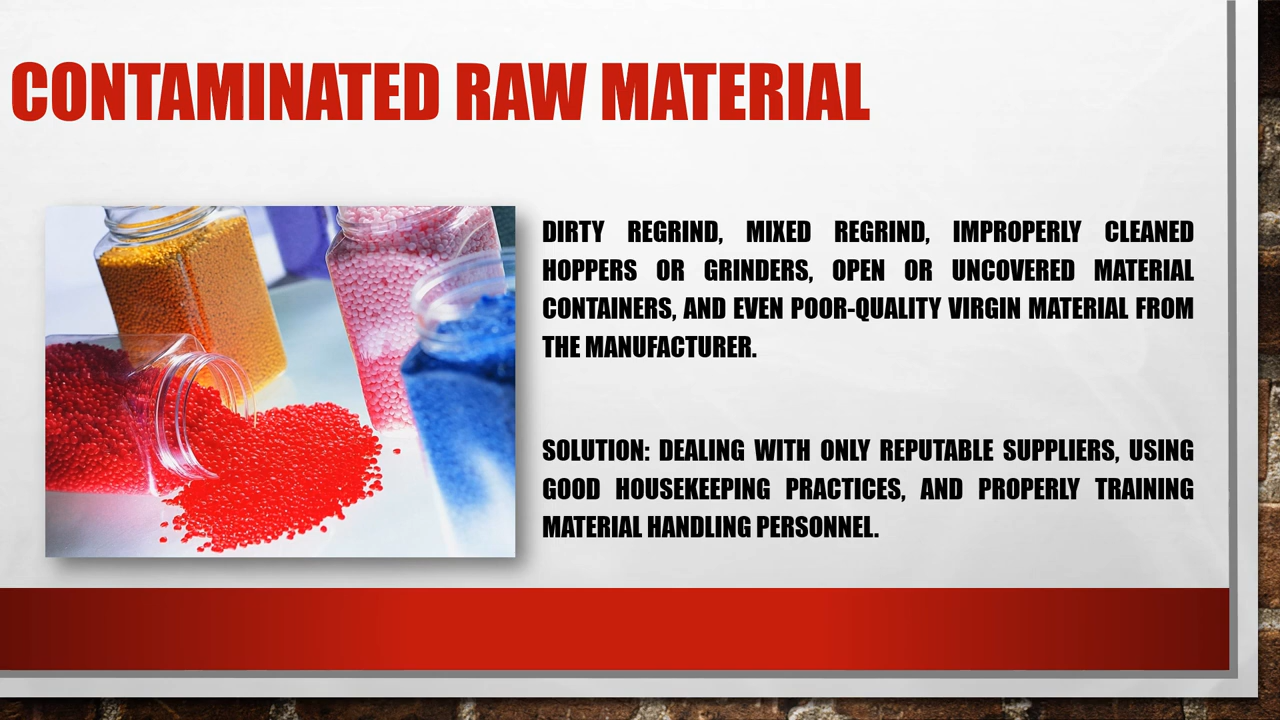 CONTAMINATED RAW MATERIAL
DIRTY REGRIND, MIXED REGRIND, IMPROPERLY CLEANED
HOPPERS OR GRINDERS, OPEN OR UNCOVERED MATERIAL
CONTAINERS, AND EVEN POOR-QUALITY VIRGIN MATERIAL FROM
THE MANUFACTURER.
SOLUTION: DEALING WITH ONLY REPUTABLE SUPPLIERS, USING
GOOD HOUSEKEEPING PRACTICES, AND PROPERLY TRAINING
MATERIAL HANDLING PERSONNEL.